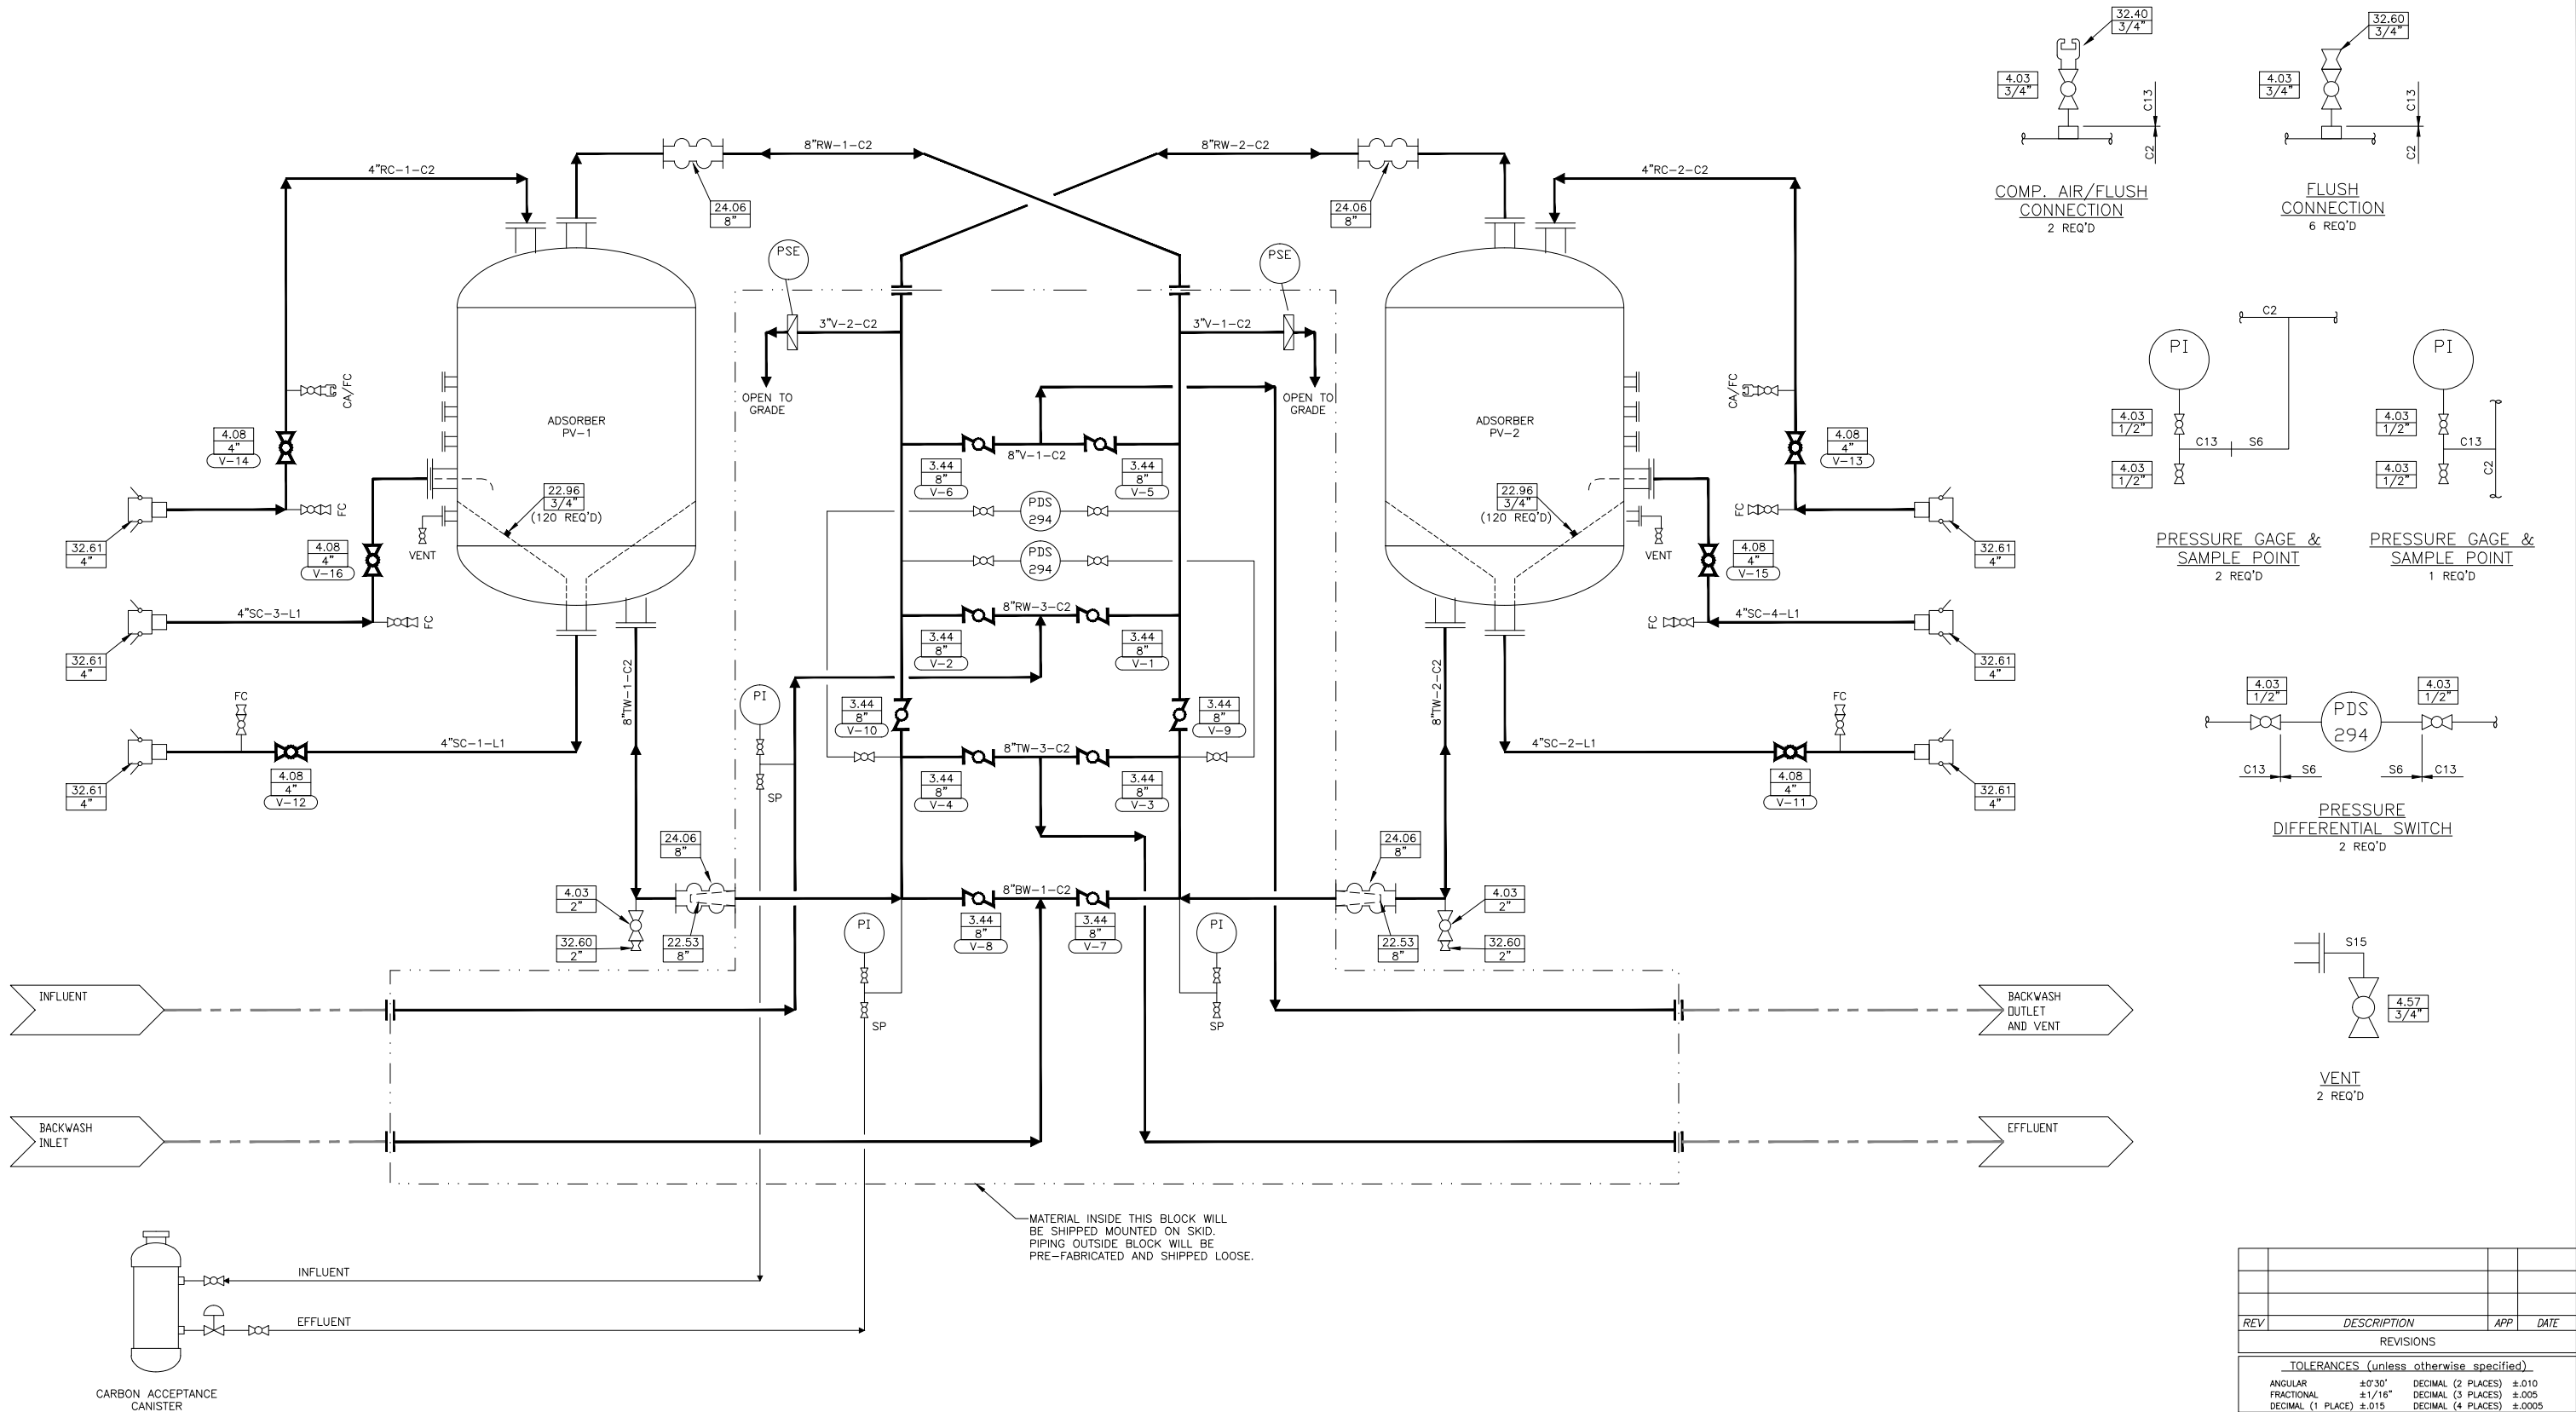 32.40
3/4"
32.60
3/4"
4.03
3/4"
4.03
3/4"
C13
C2
C13
C2
COMP. AIR/FLUSH
CONNECTION
2 REQ'D
FLUSH
CONNECTION
6 REQ'D
8"RW-1-C2
8"RW-2-C2
4"RC-1-C2
4"RC-2-C2
24.06
8"
24.06
8"
PSE
PSE
3"V-2-C2
3"V-1-C2
OPEN TO
GRADE
OPEN TO
GRADE
CA/FC
CA/FC
ADSORBER
PV-1
ADSORBER
PV-2
4.08
4"
V-14
4.08
4"
V-13
8"V-1-C2
3.44
8"
V-6
3.44
8"
V-5
22.96
3/4"
(120 REQ'D)
22.96
3/4"
(120 REQ'D)
FC
FC
PDS
294
PDS
294
32.61
4"
32.61
4"
4.08
4"
V-16
VENT
VENT
4.08
4"
V-15
4"SC-3-L1
FC
8"RW-3-C2
FC
4"SC-4-L1
3.44
8"
V-2
3.44
8"
V-1
32.61
4"
32.61
4"
8"TW-1-C2
8"TW-2-C2
FC
FC
PI
3.44
8"
V-10
3.44
8"
V-9
4"SC-1-L1
8"TW-3-C2
4"SC-2-L1
4.08
4"
V-12
SP
3.44
8"
V-4
3.44
8"
V-3
4.08
4"
V-11
32.61
4"
32.61
4"
24.06
8"
24.06
8"
4.03
2"
8"BW-1-C2
4.03
2"
32.60
2"
22.53
8"
PI
3.44
8"
V-8
3.44
8"
V-7
PI
22.53
8"
32.60
2"
SP
SP
INFLUENT
BACKWASH
OUTLET
AND VENT
BACKWASH
INLET
EFFLUENT
MATERIAL INSIDE THIS BLOCK WILL
BE SHIPPED MOUNTED ON SKID.
PIPING OUTSIDE BLOCK WILL BE
PRE-FABRICATED AND SHIPPED LOOSE.
INFLUENT
EFFLUENT
CARBON ACCEPTANCE
CANISTER
C2
PI
4.03
1/2"
C13
S6
4.03
1/2"
PRESSURE GAGE &
SAMPLE POINT
2 REQ'D
PI
4.03
1/2"
C13
C2
4.03
1/2"
PRESSURE GAGE &
SAMPLE POINT
1 REQ'D
4.03
1/2"
PDS
294
4.03
1/2"
C13
S6
S6
C13
PRESSURE
DIFFERENTIAL SWITCH
2 REQ'D
S15
4.57
3/4"
VENT
2 REQ'D
REV DESCRIPTION APP DATE
REVISIONS
TOLERANCES (unless otherwise specified)
ANGULAR ±0°30' DECIMAL (2 PLACES) ±.010
FRACTIONAL ±1/16" DECIMAL (3 PLACES) ±.005
DECIMAL (1 PLACE) ±.015 DECIMAL (4 PLACES) ±.0005